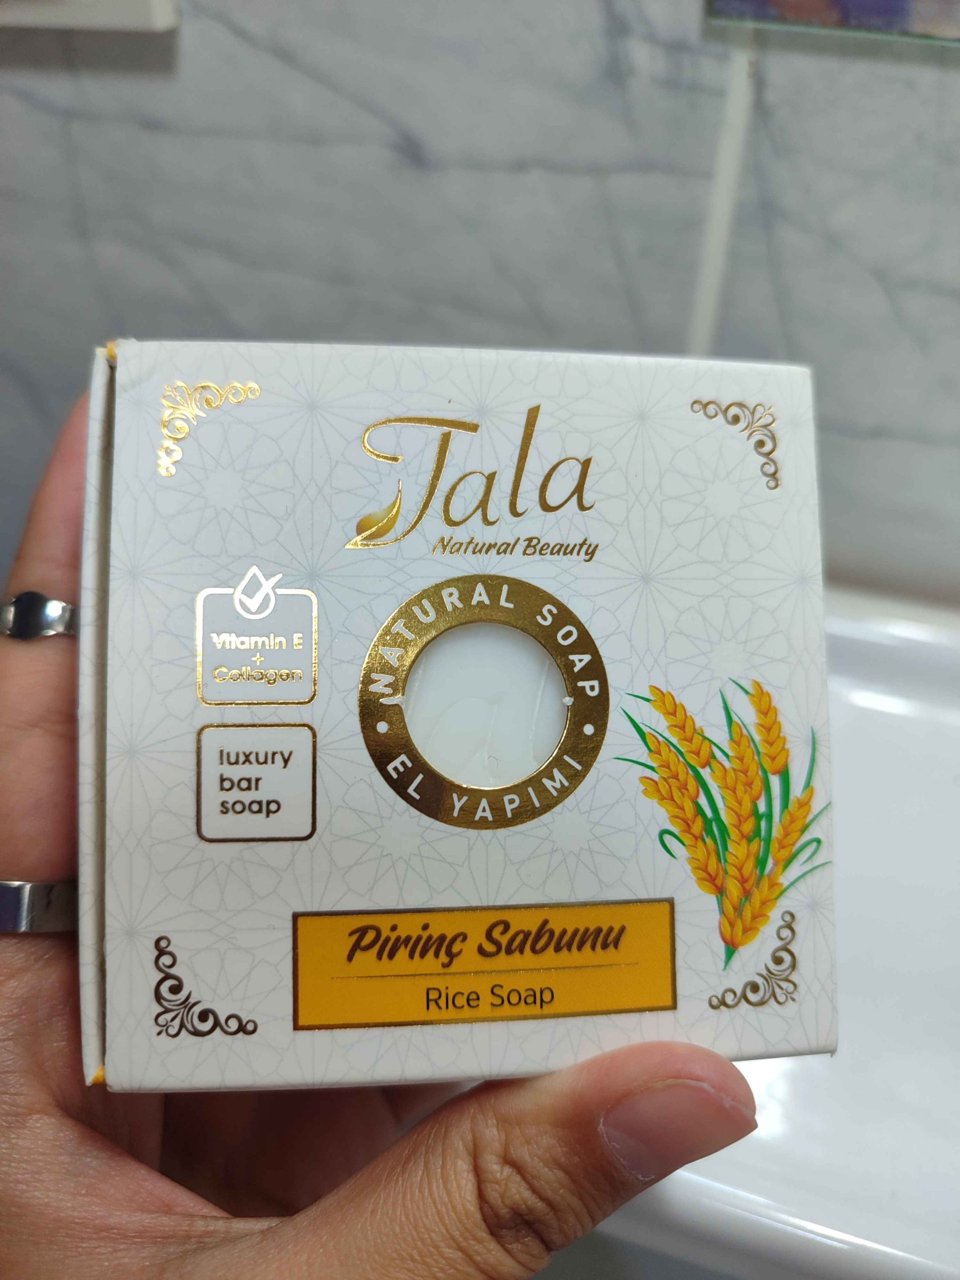 Tala
Natural Beauty
NATURAL SOAP
• EL YAPIMI •
Vitamin E
+
Collagen
luxury
bar
soap
Pirinç Sabunu
Rice Soap